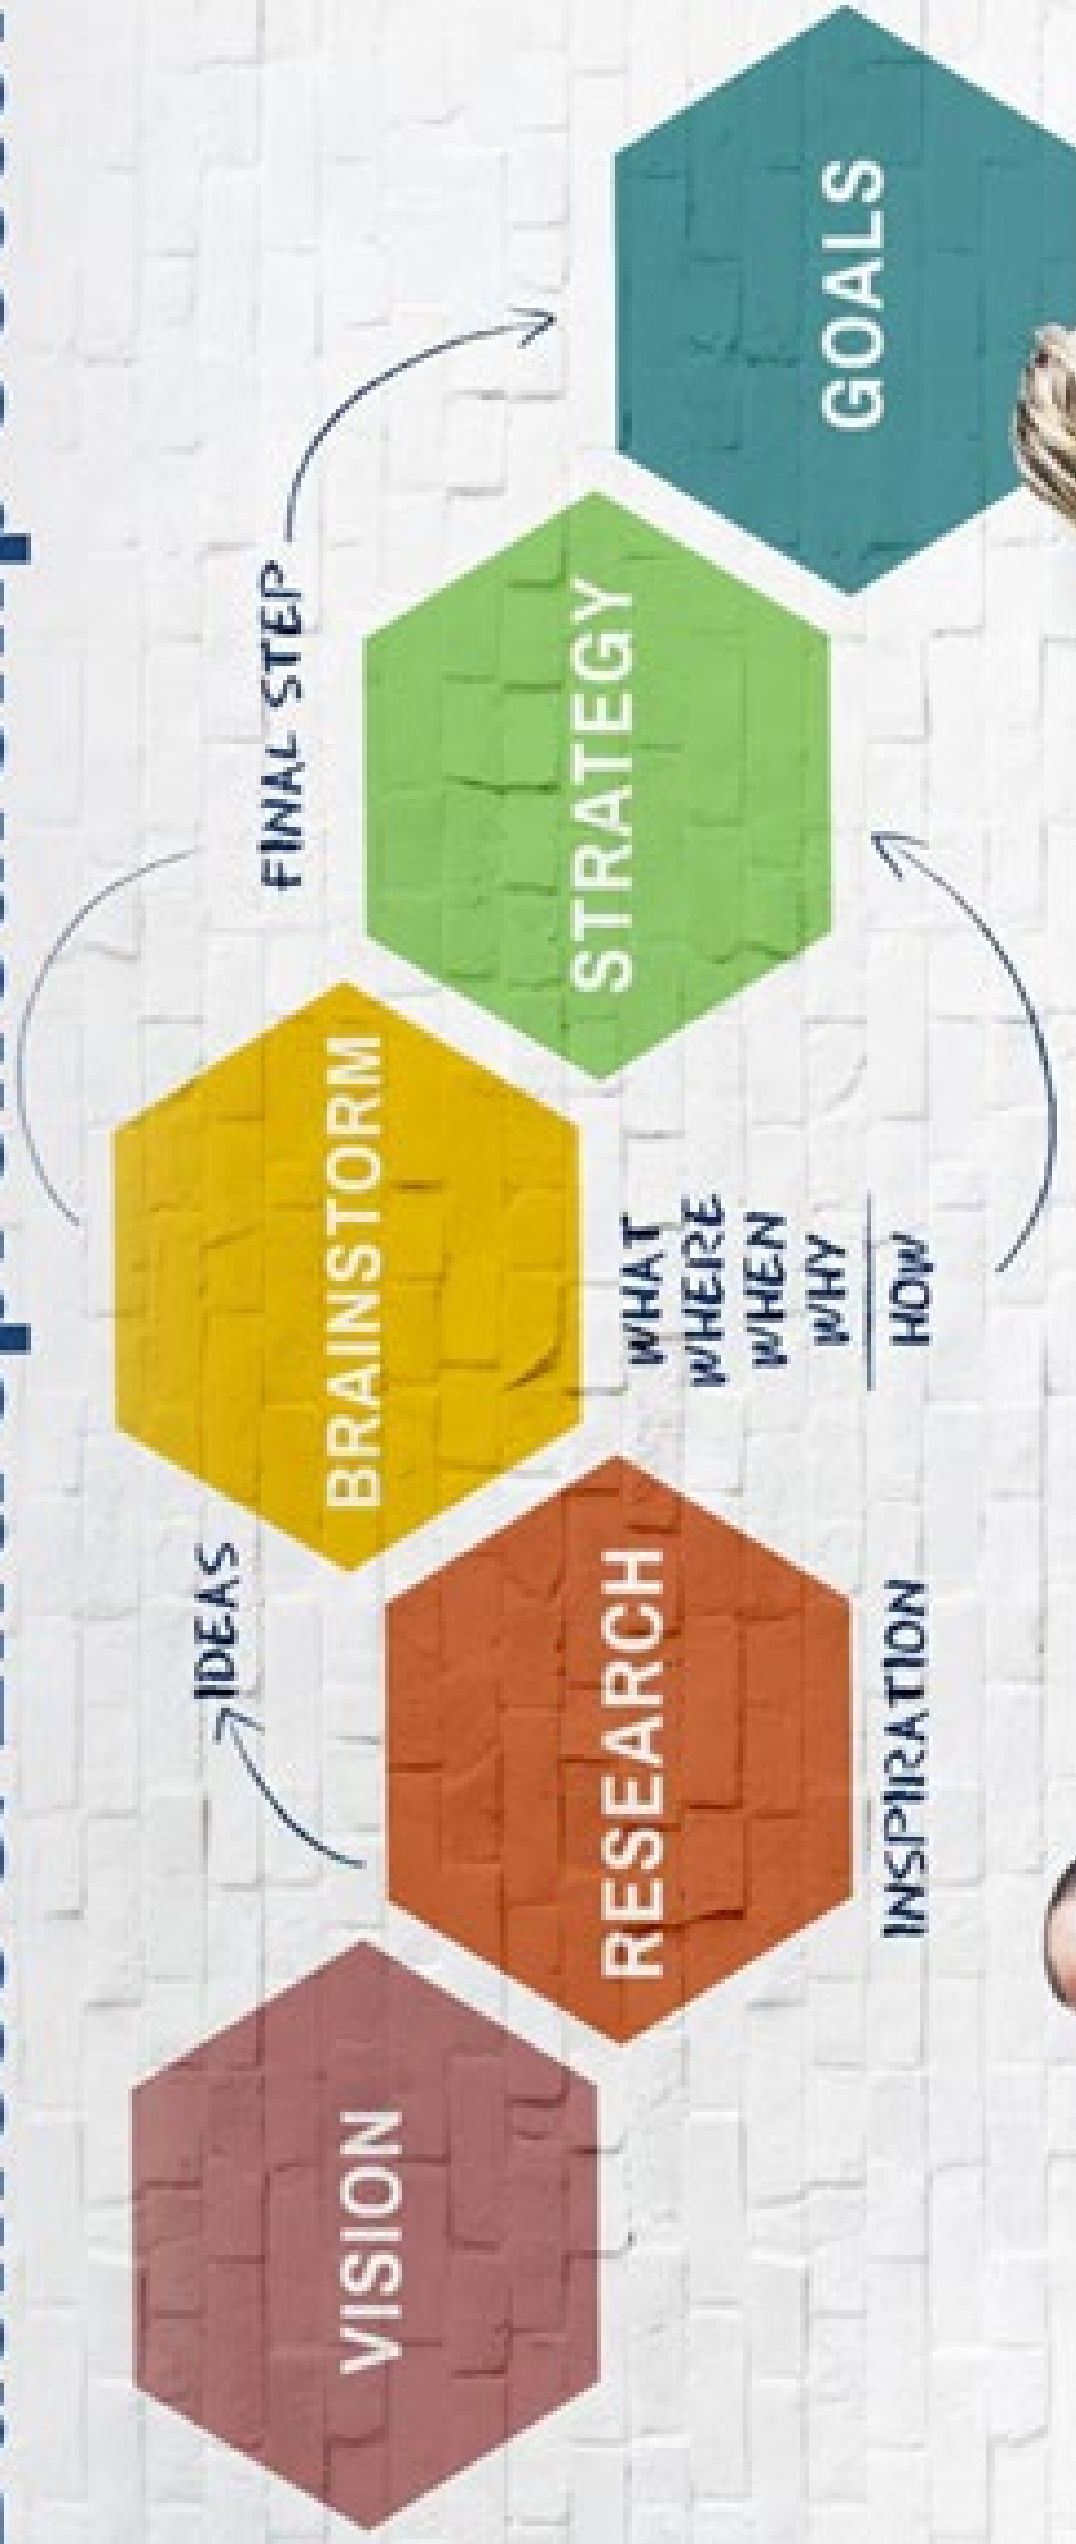 VISION
RESEARCH
INSPIRATION
IDEAS
BRAINSTORM
WHAT
WHERE
WHEN
WHY
HOW
STRATEGY
FINAL STEP
GOALS